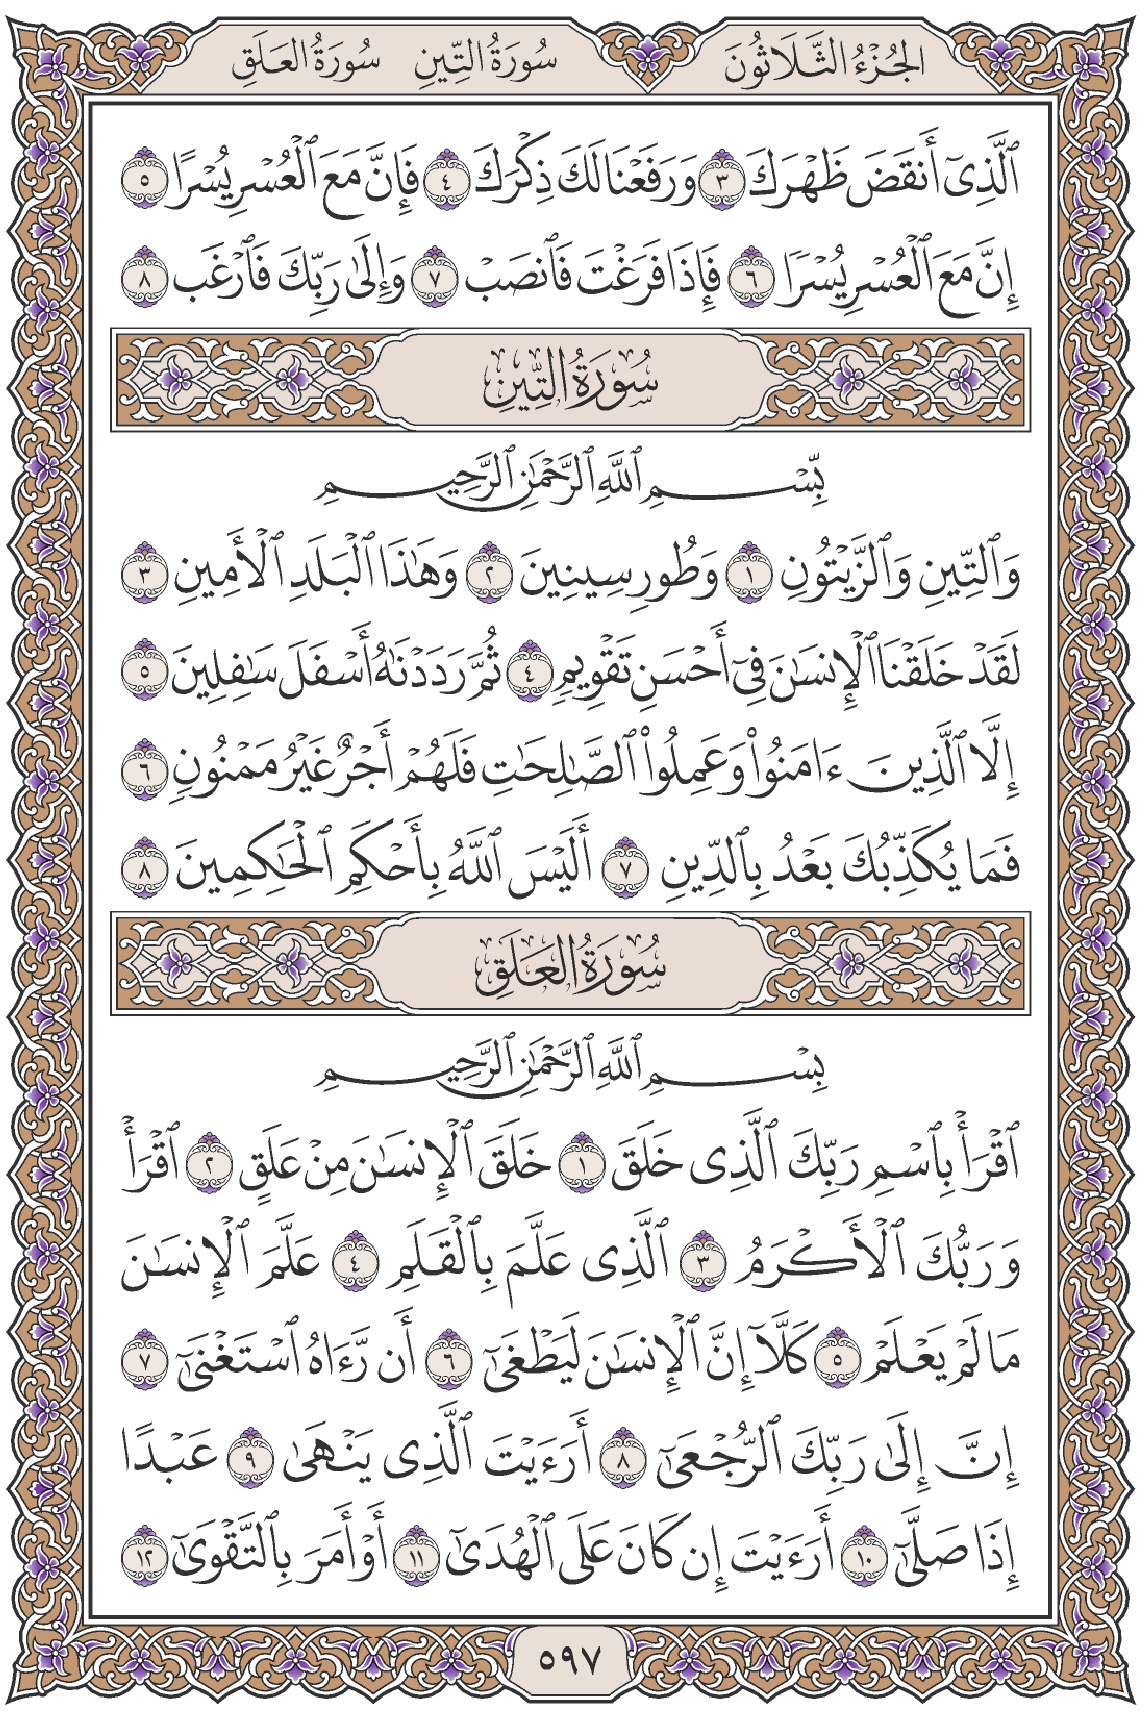 الجُزْءُ الثَّلَاثُونَ سُورَةُ التِّينِ سُورَةُ العَلَقِ
ٱلَّذِىٓ أَنقَضَ ظَهْرَكَ ٣ وَرَفَعْنَا لَكَ ذِكْرَكَ ٤ فَإِنَّ مَعَ ٱلْعُسْرِ يُسْرًا ٥
إِنَّ مَعَ ٱلْعُسْرِ يُسْرًا ٦ فَإِذَا فَرَغْتَ فَٱنصَبْ ٧ وَإِلَىٰ رَبِّكَ فَٱرْغَب ٨
سُورَةُ التِّينِ
بِّسْمِ ٱللَّهِ ٱلرَّحْمَٰنِ ٱلرَّحِيمِ
وَٱلتِّينِ وَٱلزَّيْتُونِ ١ وَطُورِ سِينِينَ ٢ وَهَٰذَا ٱلْبَلَدِ ٱلْأَمِينِ ٣
لَقَدْ خَلَقْنَا ٱلْإِنسَٰنَ فِىٓ أَحْسَنِ تَقْوِيمٍ ٤ ثُمَّ رَدَدْنَٰهُ أَسْفَلَ سَٰفِلِينَ ٥
إِلَّا ٱلَّذِينَ ءَامَنُوا۟ وَعَمِلُوا۟ ٱلصَّٰلِحَٰتِ فَلَهُمْ أَجْرٌ غَيْرُ مَمْنُونٍ ٦
فَمَا يُكَذِّبُكَ بَعْدُ بِٱلدِّينِ ٧ أَلَيْسَ ٱللَّهُ بِأَحْكَمِ ٱلْحَٰكِمِينَ ٨
سُورَةُ العَلَقِ
بِسْمِ ٱللَّهِ ٱلرَّحْمَٰنِ ٱلرَّحِيمِ
ٱقْرَأْ بِٱسْمِ رَبِّكَ ٱلَّذِى خَلَقَ ١ خَلَقَ ٱلْإِنسَٰنَ مِنْ عَلَقٍ ٢ ٱقْرَأْ
وَرَبُّكَ ٱلْأَكْرَمُ ٣ ٱلَّذِى عَلَّمَ بِٱلْقَلَمِ ٤ عَلَّمَ ٱلْإِنسَٰنَ
مَا لَمْ يَعْلَمْ ٥ كَلَّآ إِنَّ ٱلْإِنسَٰنَ لَيَطْغَىٰٓ ٦ أَن رَّءَاهُ ٱسْتَغْنَىٰٓ ٧
إِنَّ إِلَىٰ رَبِّكَ ٱلرُّجْعَىٰٓ ٨ أَرَءَيْتَ ٱلَّذِى يَنْهَىٰ ٩ عَبْدًا
إِذَا صَلَّىٰٓ ١٠ أَرَءَيْتَ إِن كَانَ عَلَى ٱلْهُدَىٰٓ ١١ أَوْ أَمَرَ بِٱلتَّقْوَىٰٓ ١٢
٥٩٧